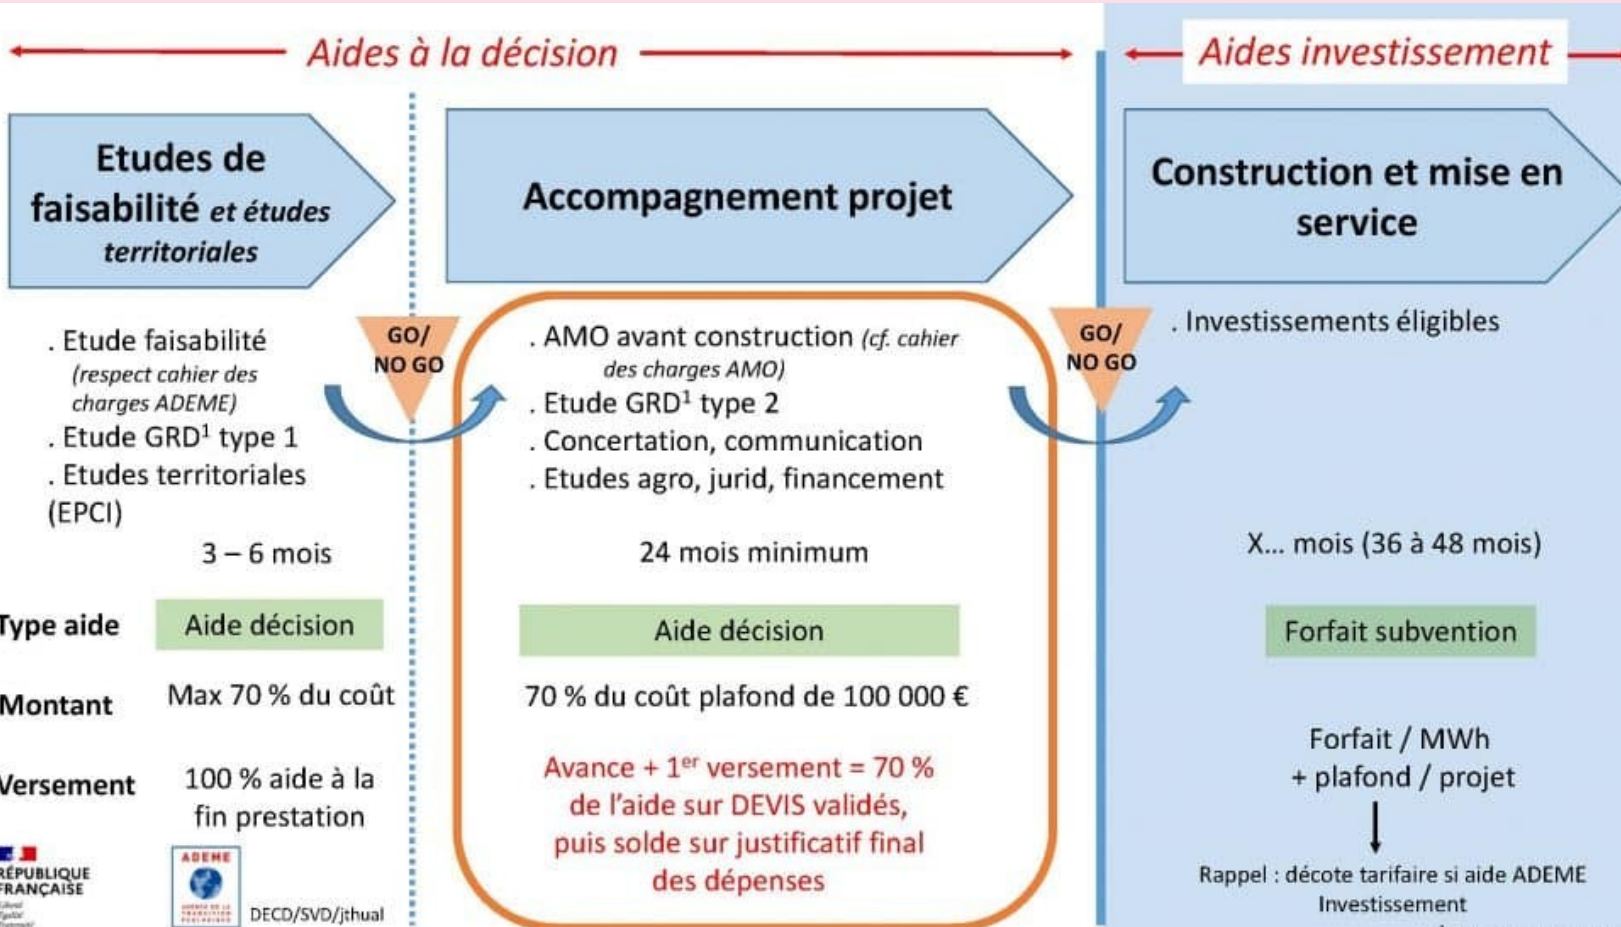 Aides à la décision
Aides investissement
Etudes de
faisabilité et études
territoriales
Accompagnement projet
Construction et mise en
service
. Etude faisabilité
(respect cahier des
charges ADEME)
. Etude GRD¹ type 1
. Etudes territoriales
(EPCI)
3 – 6 mois
GO/
NO GO
. AMO avant construction (cf. cahier
des charges AMO)
. Etude GRD¹ type 2
. Concertation, communication
. Etudes agro, jurid, financement
24 mois minimum
GO/
NO GO
. Investissements éligibles
X... mois (36 à 48 mois)
Type aide
Aide décision
Aide décision
Forfait subvention
Montant
Max 70 % du coût
70 % du coût plafond de 100 000 €
Forfait / MWh
+ plafond / projet
Versement
100 % aide à la
fin prestation
Avance + 1er versement = 70 %
de l'aide sur DEVIS validés,
puis solde sur justificatif final
des dépenses
Rappel : décote tarifaire si aide ADEME
Investissement
RÉPUBLIQUE
FRANÇAISE
ADEME
DECD/SVD/jthual